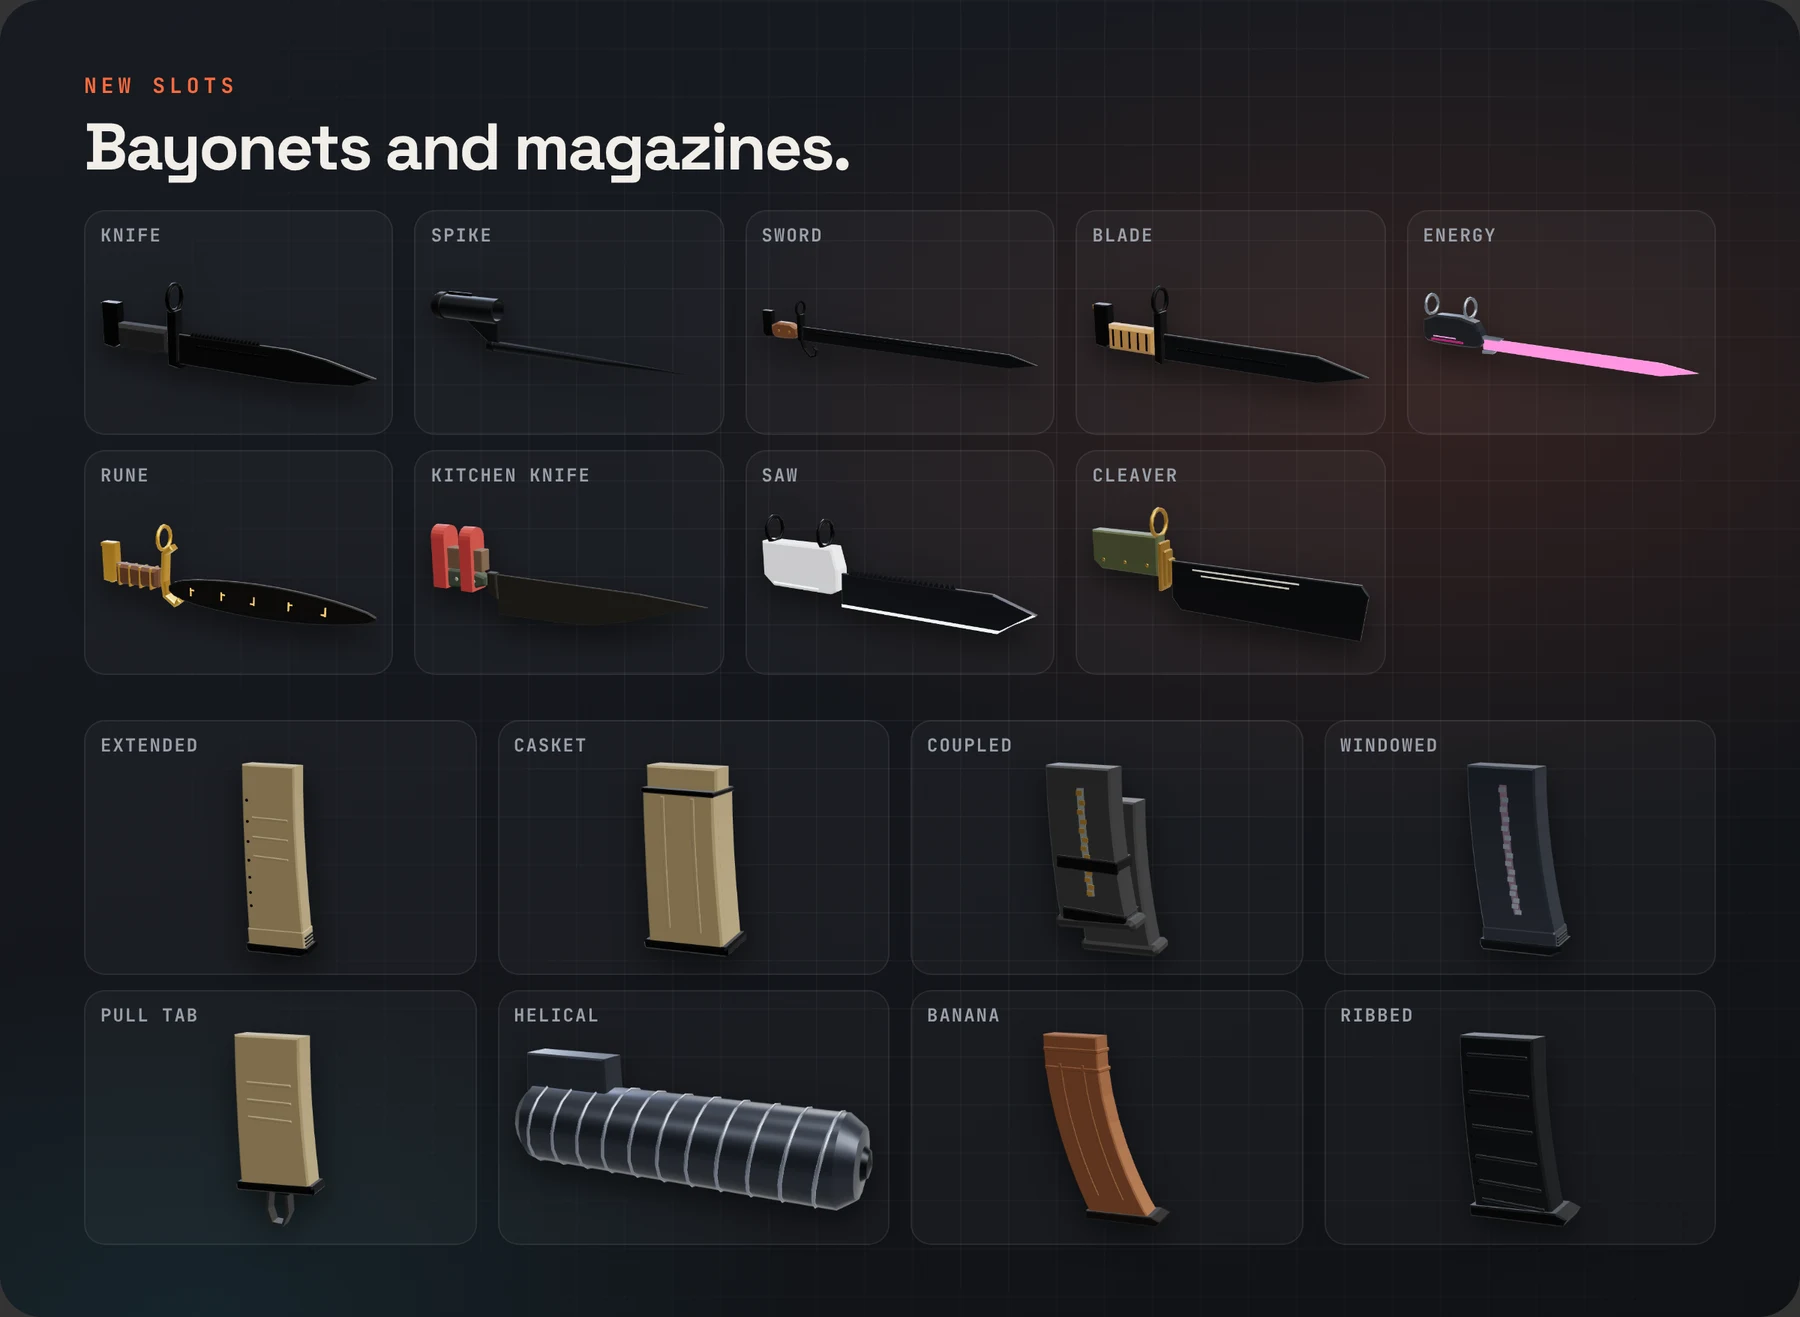 NEW SLOTS
Bayonets and magazines.
KNIFE
SPIKE
SWORD
BLADE
ENERGY
RUNE
KITCHEN KNIFE
SAW
CLEAVER
EXTENDED
CASKET
COUPLED
WINDOWED
PULL TAB
HELICAL
BANANA
RIBBED